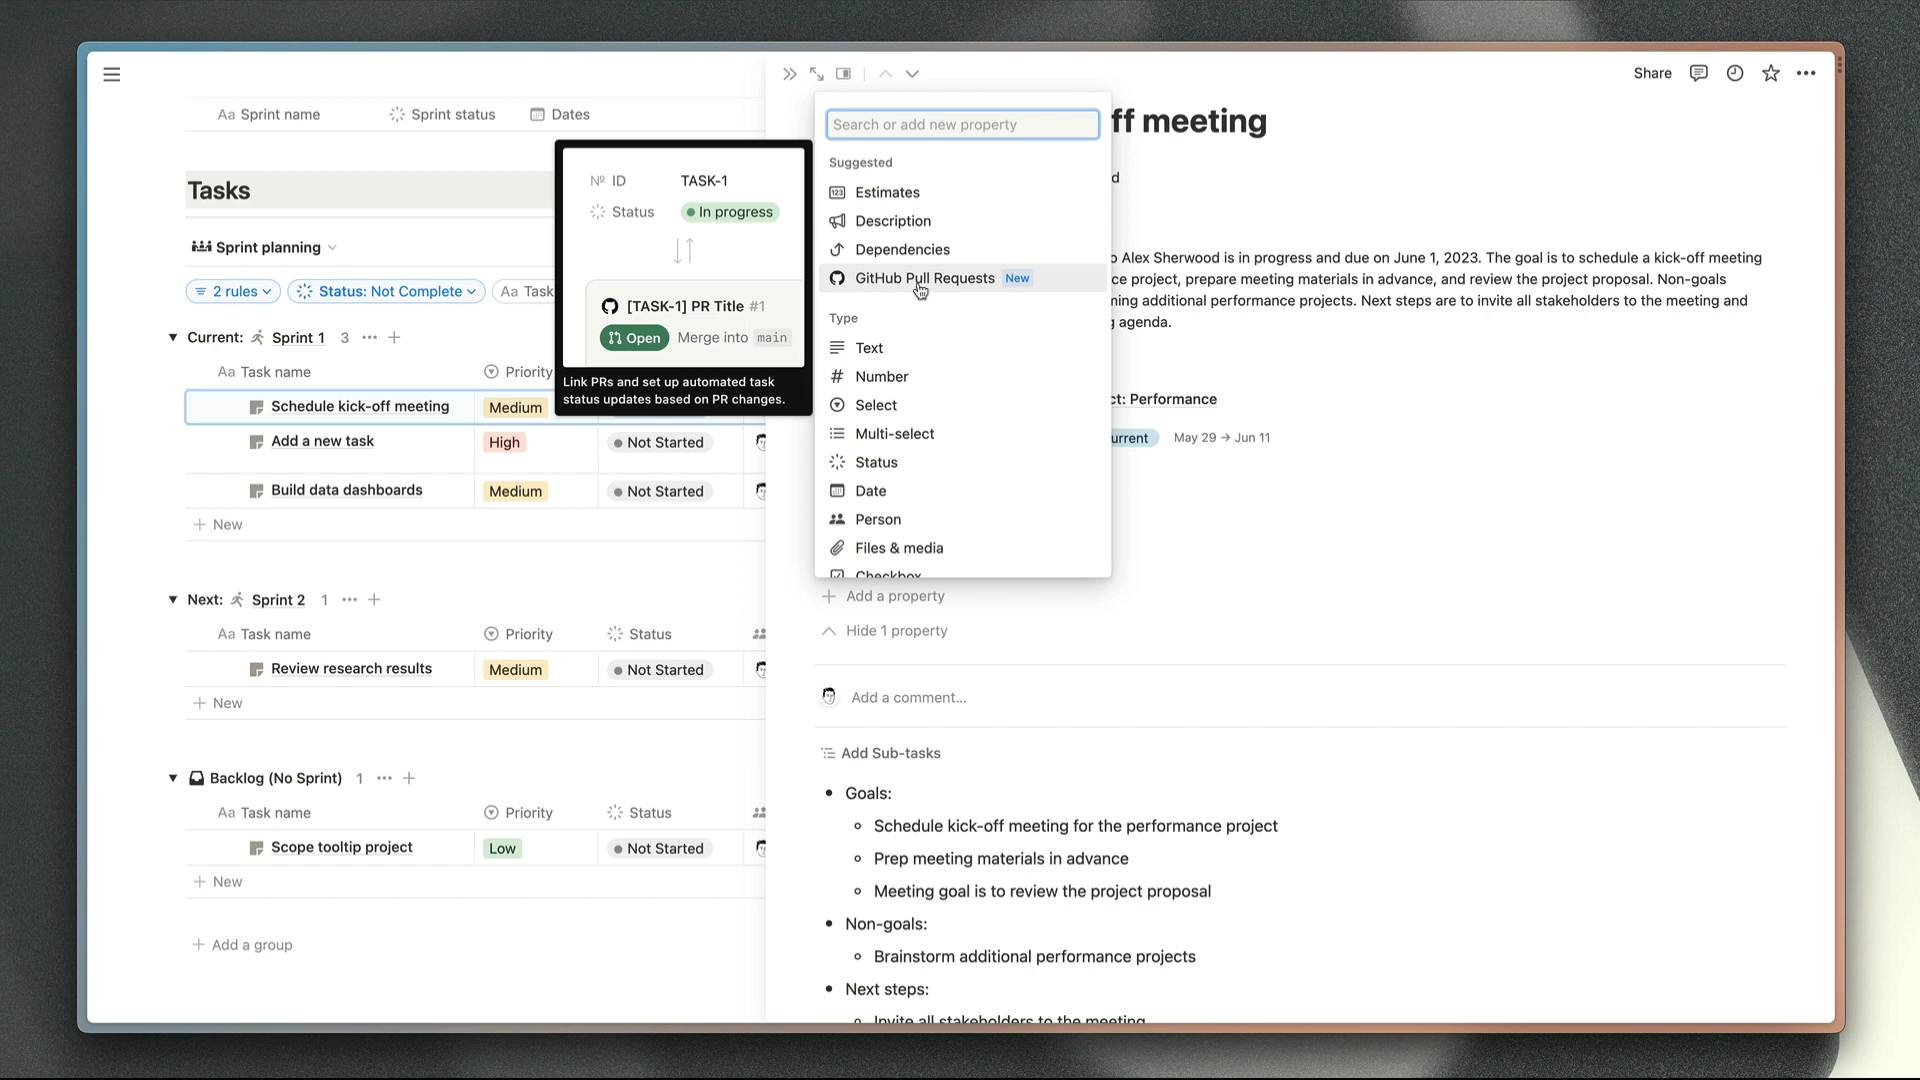 Share
Aa Sprint name Sprint status Dates
Tasks
Sprint planning
2 rules Status: Not Complete Aa Task
Current: Sprint 1 3
Aa Task name Priority
Schedule kick-off meeting Medium
Add a new task High Not Started
Build data dashboards Medium Not Started
New
Next: Sprint 2 1
Aa Task name Priority Status
Review research results Medium Not Started
New
Backlog (No Sprint) 1
Aa Task name Priority Status
Scope tooltip project Low Not Started
New
Add a group
Nº ID TASK-1
Status In progress
[TASK-1] PR Title #1
Open Merge into main
Link PRs and set up automated task
status updates based on PR changes.
Search or add new property
Suggested
Estimates
Description
Dependencies
GitHub Pull Requests New
Type
Text
Number
Select
Multi-select
Status
Date
Person
Files & media
Checkbox
ff meeting
d
o Alex Sherwood is in progress and due on June 1, 2023. The goal is to schedule a kick-off meeting
ce project, prepare meeting materials in advance, and review the project proposal. Non-goals
ning additional performance projects. Next steps are to invite all stakeholders to the meeting and
g agenda.
ct: Performance
urrent May 29 → Jun 11
Add a property
Hide 1 property
Add a comment...
Add Sub-tasks
Goals:
Schedule kick-off meeting for the performance project
Prep meeting materials in advance
Meeting goal is to review the project proposal
Non-goals:
Brainstorm additional performance projects
Next steps:
Invite all stakeholders to the meeting